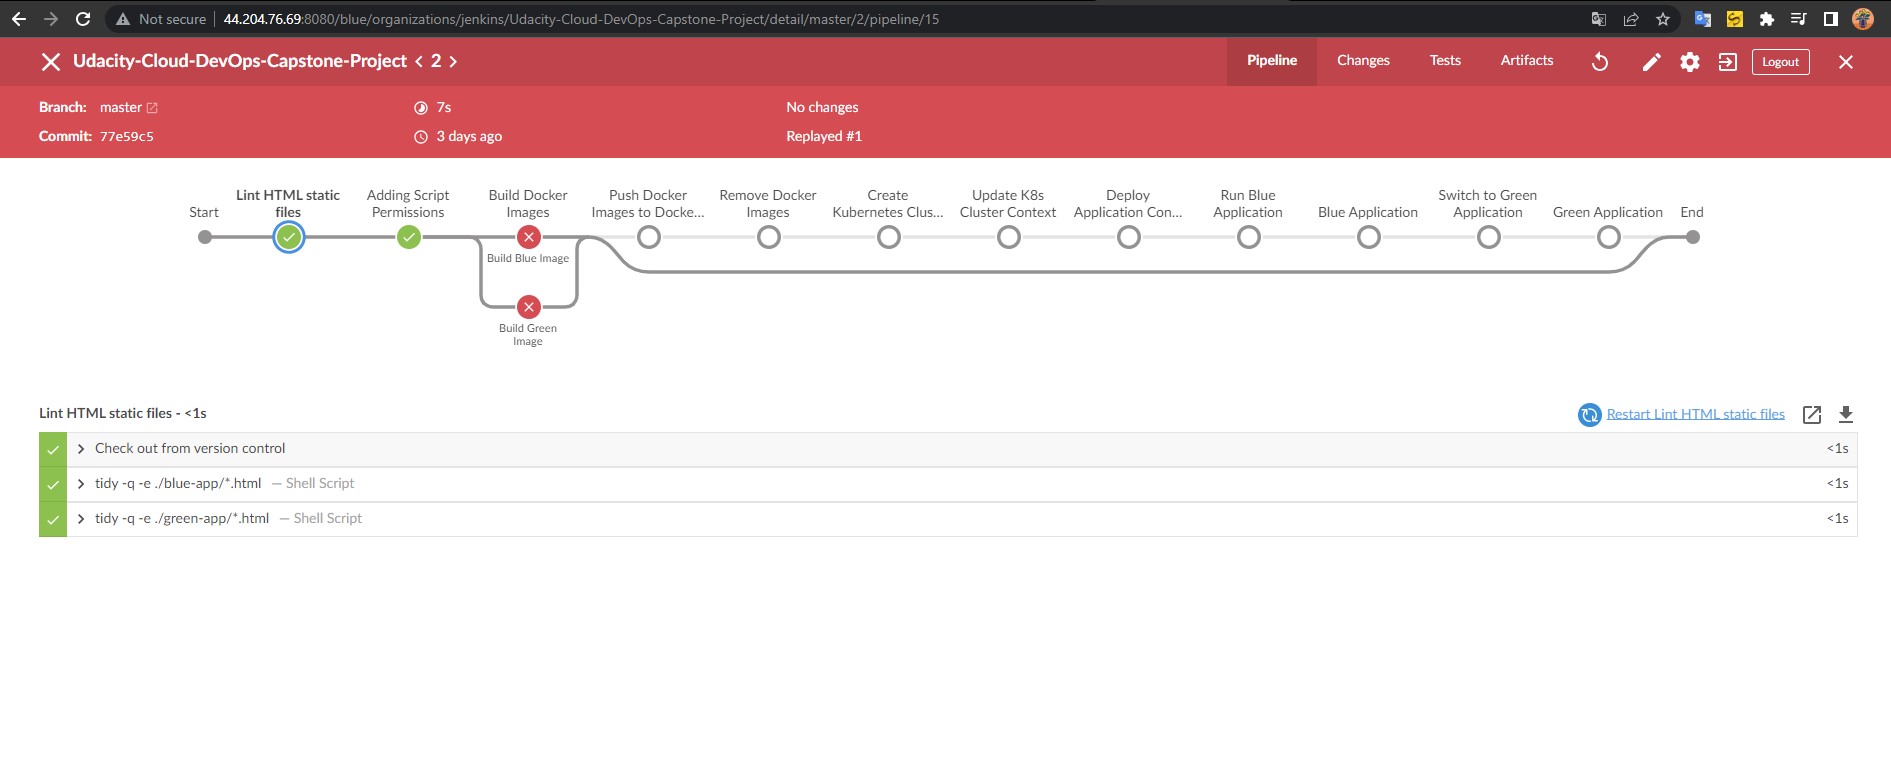 Not secure 44.204.76.69:8080/blue/organizations/jenkins/Udacity-Cloud-DevOps-Capstone-Project/detail/master/2/pipeline/15
Udacity-Cloud-DevOps-Capstone-Project < 2 > Pipeline Changes Tests Artifacts Logout
Branch: master 7s No changes
Commit: 77e59c5 3 days ago Replayed #1
Start
Lint HTML static
files
Adding Script
Permissions
Build Docker
Images
Push Docker
Images to Docke...
Remove Docker
Images
Create
Kubernetes Clus...
Update K8s
Cluster Context
Deploy
Application Con...
Run Blue
Application
Blue Application
Switch to Green
Application
Green Application
End
Build Blue Image
Build Green
Image
Lint HTML static files - <1s Restart Lint HTML static files
Check out from version control <1s
tidy -q -e ./blue-app/*.html — Shell Script <1s
tidy -q -e ./green-app/*.html — Shell Script <1s